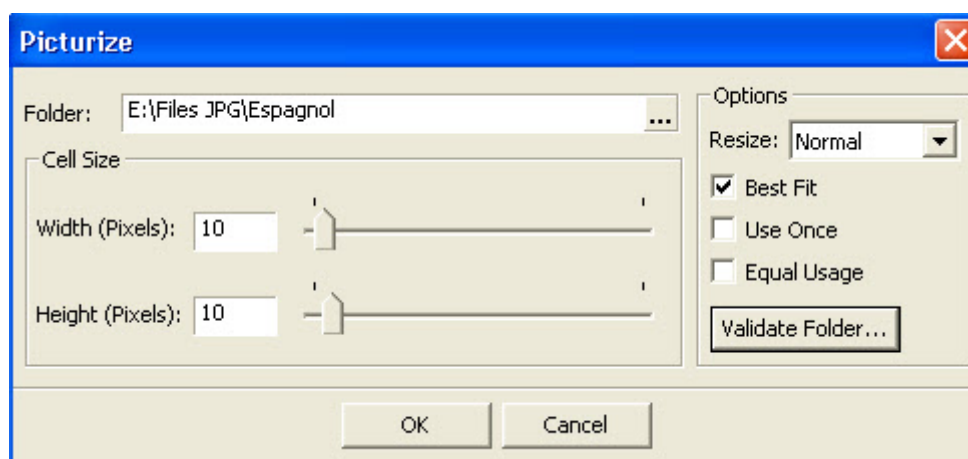 Picturize
Folder: E:\Files JPG\Espagnol ...
Cell Size
Width (Pixels): 10
Height (Pixels): 10
Options
Resize: Normal
Best Fit
Use Once
Equal Usage
Validate Folder...
OK Cancel